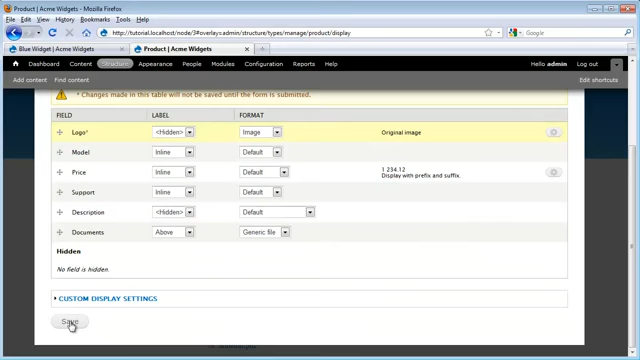 Product | Acme Widgets - Mozilla Firefox
File Edit View History Bookmarks Tools Help
http://tutorial.localhost/node/3#overlay=admin/structure/types/manage/product/display
Google
Blue Widget | Acme Widgets
Product | Acme Widgets
Dashboard Content Structure Appearance People Modules Configuration Reports Help
Hello admin Log out
Add content Find content
Edit shortcuts
* Changes made in this table will not be saved until the form is submitted.
FIELD LABEL FORMAT
Logo* <Hidden> Image Original image
Model Inline Default
Price Inline Default 1 234.12
Display with prefix and suffix.
Support Inline Default
Description <Hidden> Default
Documents Above Generic file
Hidden
No field is hidden.
CUSTOM DISPLAY SETTINGS
Save